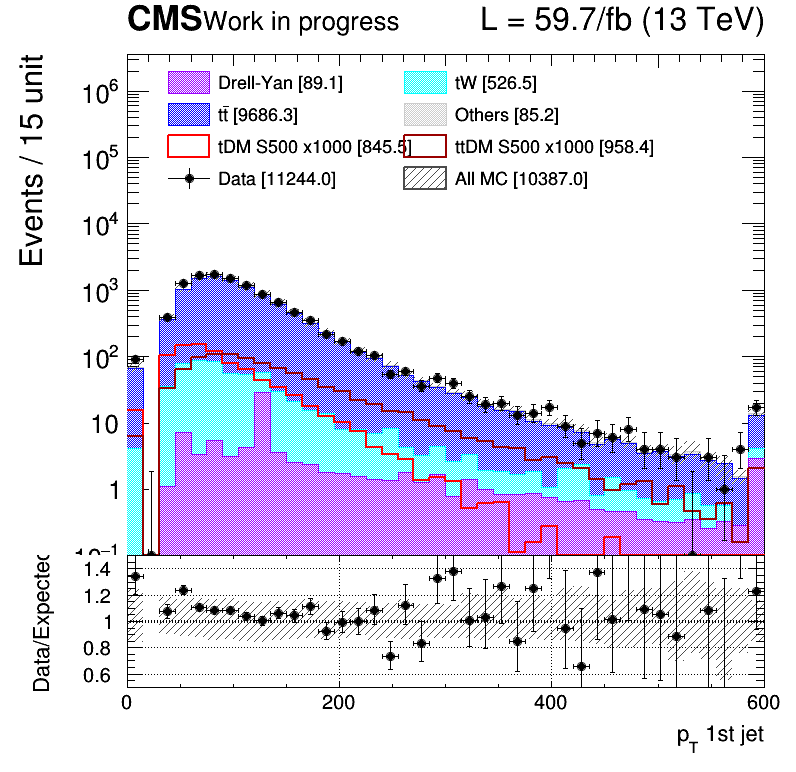 CMS Work in progress L = 59.7/fb (13 TeV)
Events / 15 unit
Drell-Yan [89.1] tW [526.5]
tt̄ [9686.3] Others [85.2]
tDM S500 x1000 [845.5] ttDM S500 x1000 [958.4]
Data [11244.0] All MC [10387.0]
10⁶
10⁵
10⁴
10³
10²
10
1
10⁻¹
Data/Expected
1.4
1.2
1
0.8
0.6
0 200 400 600
p_T 1st jet